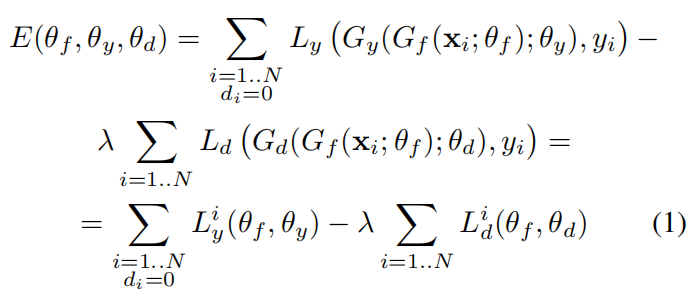 E(θ_f, θ_y, θ_d) = ∑_{i=1..N, d_i=0} L_y (G_y(G_f(𝐱_i; θ_f); θ_y), y_i) −
λ ∑_{i=1..N} L_d (G_d(G_f(𝐱_i; θ_f); θ_d), y_i) =
= ∑_{i=1..N, d_i=0} L_y^i(θ_f, θ_y) − λ ∑_{i=1..N} L_d^i(θ_f, θ_d) (1)